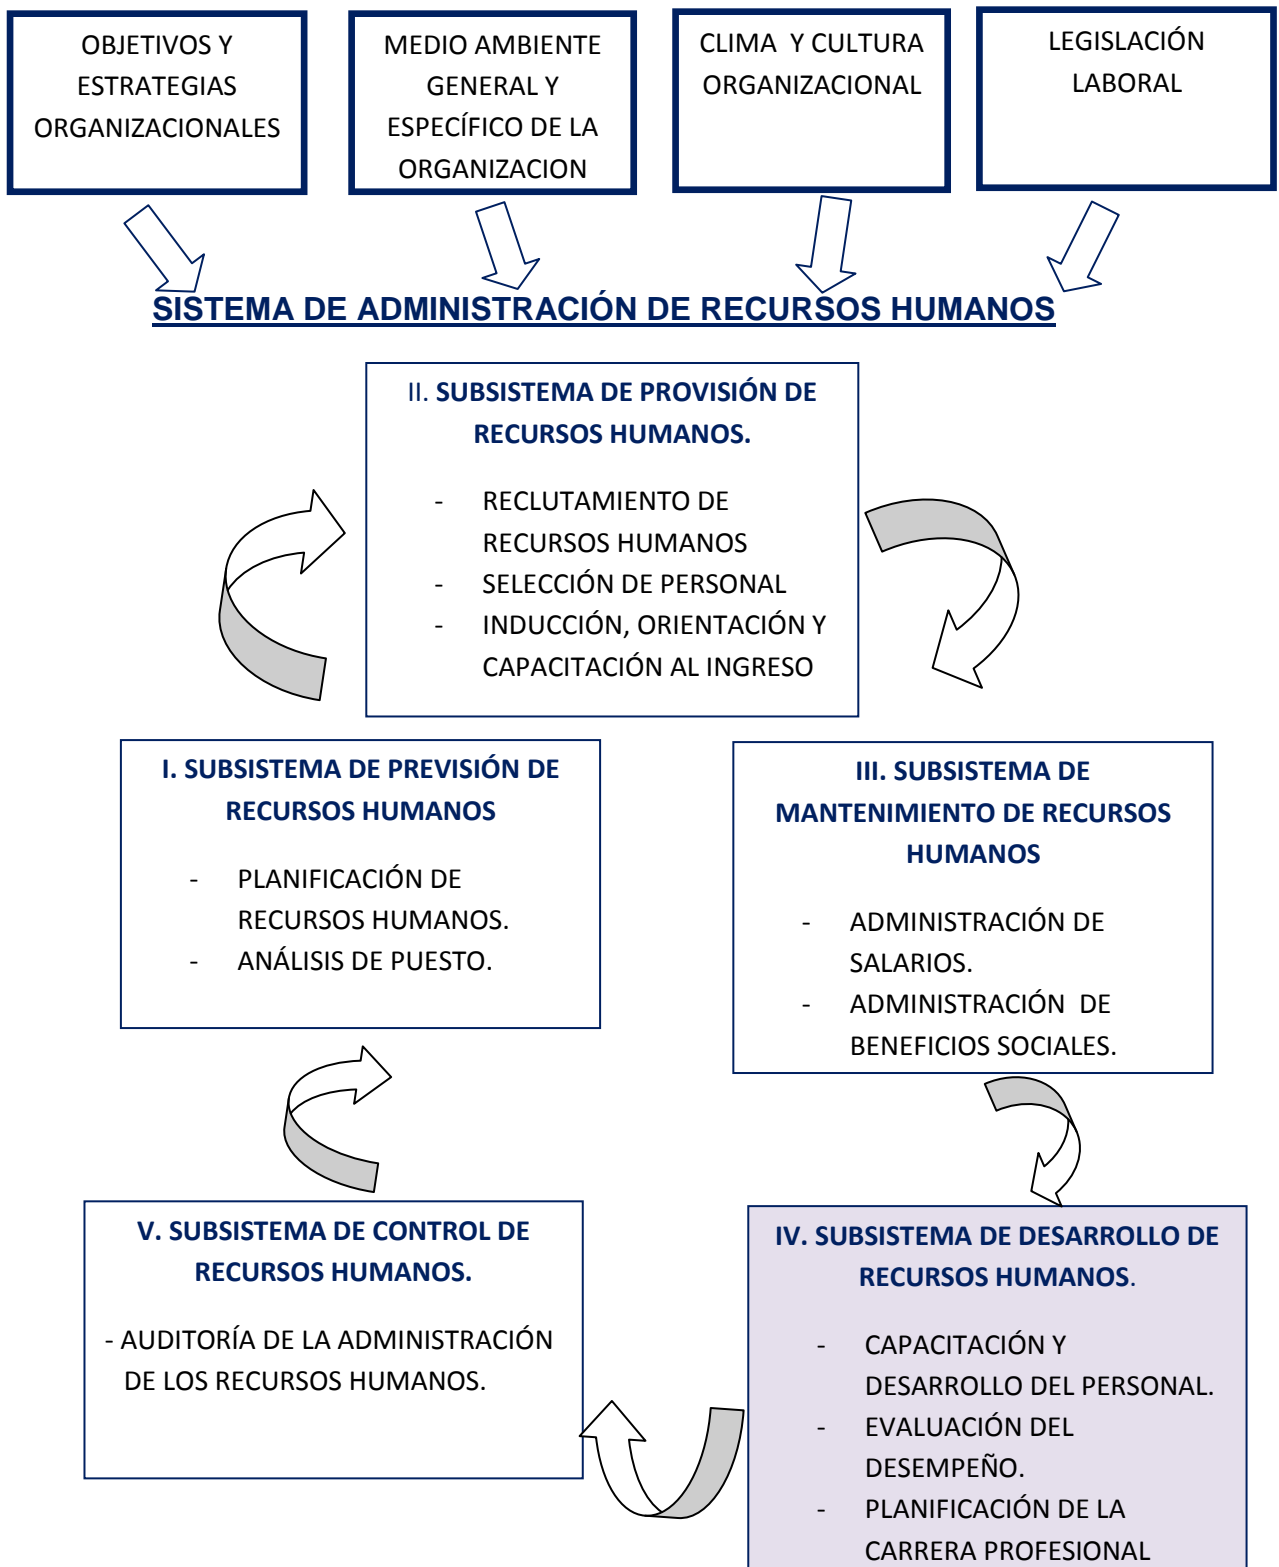 OBJETIVOS Y
ESTRATEGIAS
ORGANIZACIONALES
MEDIO AMBIENTE
GENERAL Y
ESPECÍFICO DE LA
ORGANIZACION
CLIMA  Y CULTURA
ORGANIZACIONAL
LEGISLACIÓN
LABORAL
SISTEMA DE ADMINISTRACIÓN DE RECURSOS HUMANOS
II. SUBSISTEMA DE PROVISIÓN DE
RECURSOS HUMANOS.
- RECLUTAMIENTO DE
RECURSOS HUMANOS
- SELECCIÓN DE PERSONAL
- INDUCCIÓN, ORIENTACIÓN Y
CAPACITACIÓN AL INGRESO
I. SUBSISTEMA DE PREVISIÓN DE
RECURSOS HUMANOS
- PLANIFICACIÓN DE
RECURSOS HUMANOS.
- ANÁLISIS DE PUESTO.
III. SUBSISTEMA DE
MANTENIMIENTO DE RECURSOS
HUMANOS
- ADMINISTRACIÓN DE
SALARIOS.
- ADMINISTRACIÓN  DE
BENEFICIOS SOCIALES.
V. SUBSISTEMA DE CONTROL DE
RECURSOS HUMANOS.
- AUDITORÍA DE LA ADMINISTRACIÓN
DE LOS RECURSOS HUMANOS.
IV. SUBSISTEMA DE DESARROLLO DE
RECURSOS HUMANOS.
- CAPACITACIÓN Y
DESARROLLO DEL PERSONAL.
- EVALUACIÓN DEL
DESEMPEÑO.
- PLANIFICACIÓN DE LA
CARRERA PROFESIONAL